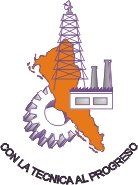 CON LA TECNICA AL PROGRESO